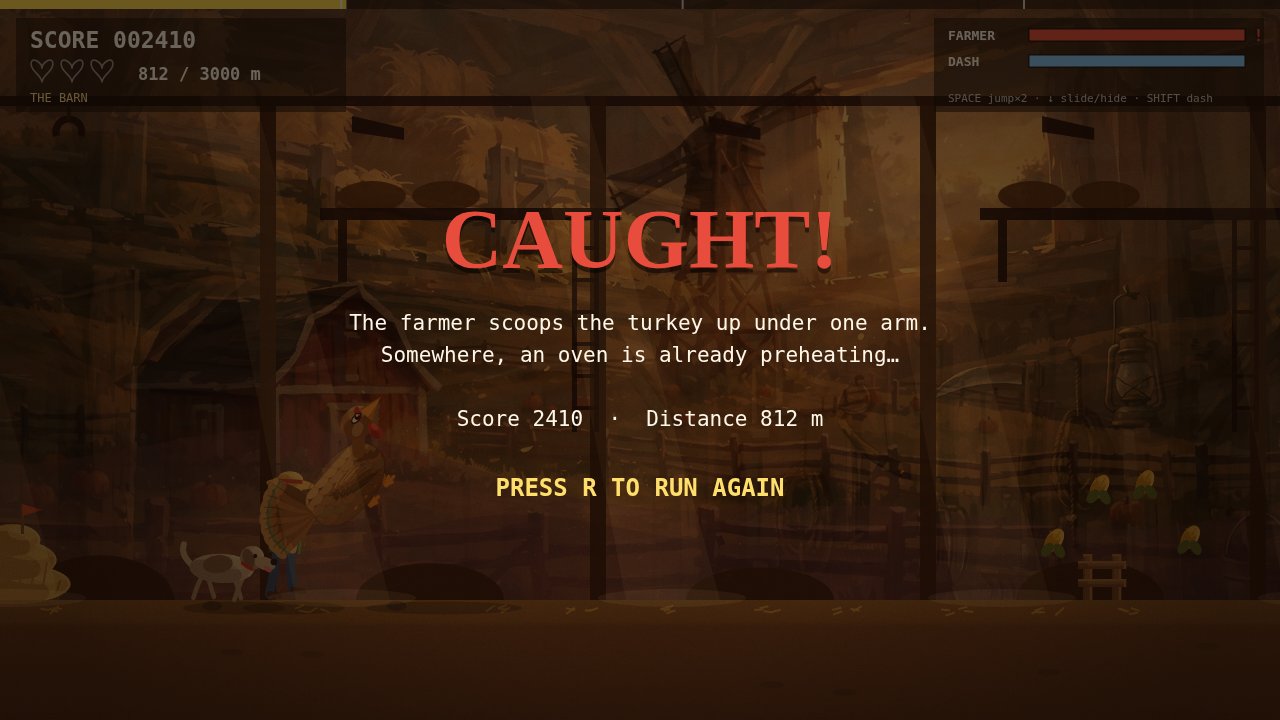 SCORE 002410
812 / 3000 m
THE BARN
FARMER !
DASH
SPACE jump×2 · ↓ slide/hide · SHIFT dash
CAUGHT!
The farmer scoops the turkey up under one arm.
Somewhere, an oven is already preheating…
Score 2410 · Distance 812 m
PRESS R TO RUN AGAIN